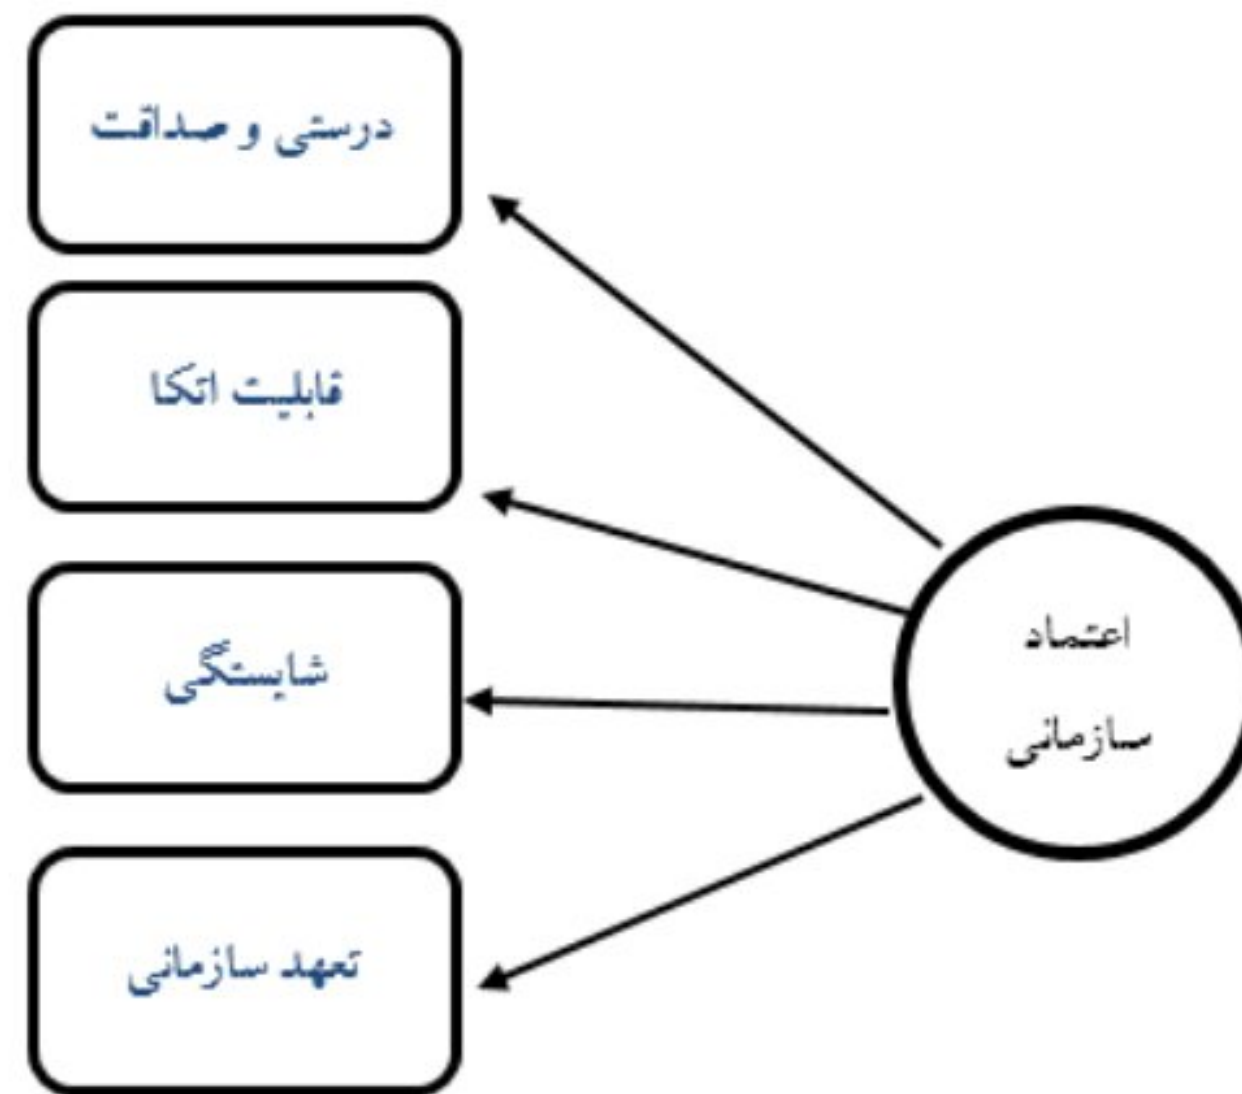 درستی و صداقت
قابلیت اتکا
شایستگی
تعهد سازمانی
اعتماد
سازمانی